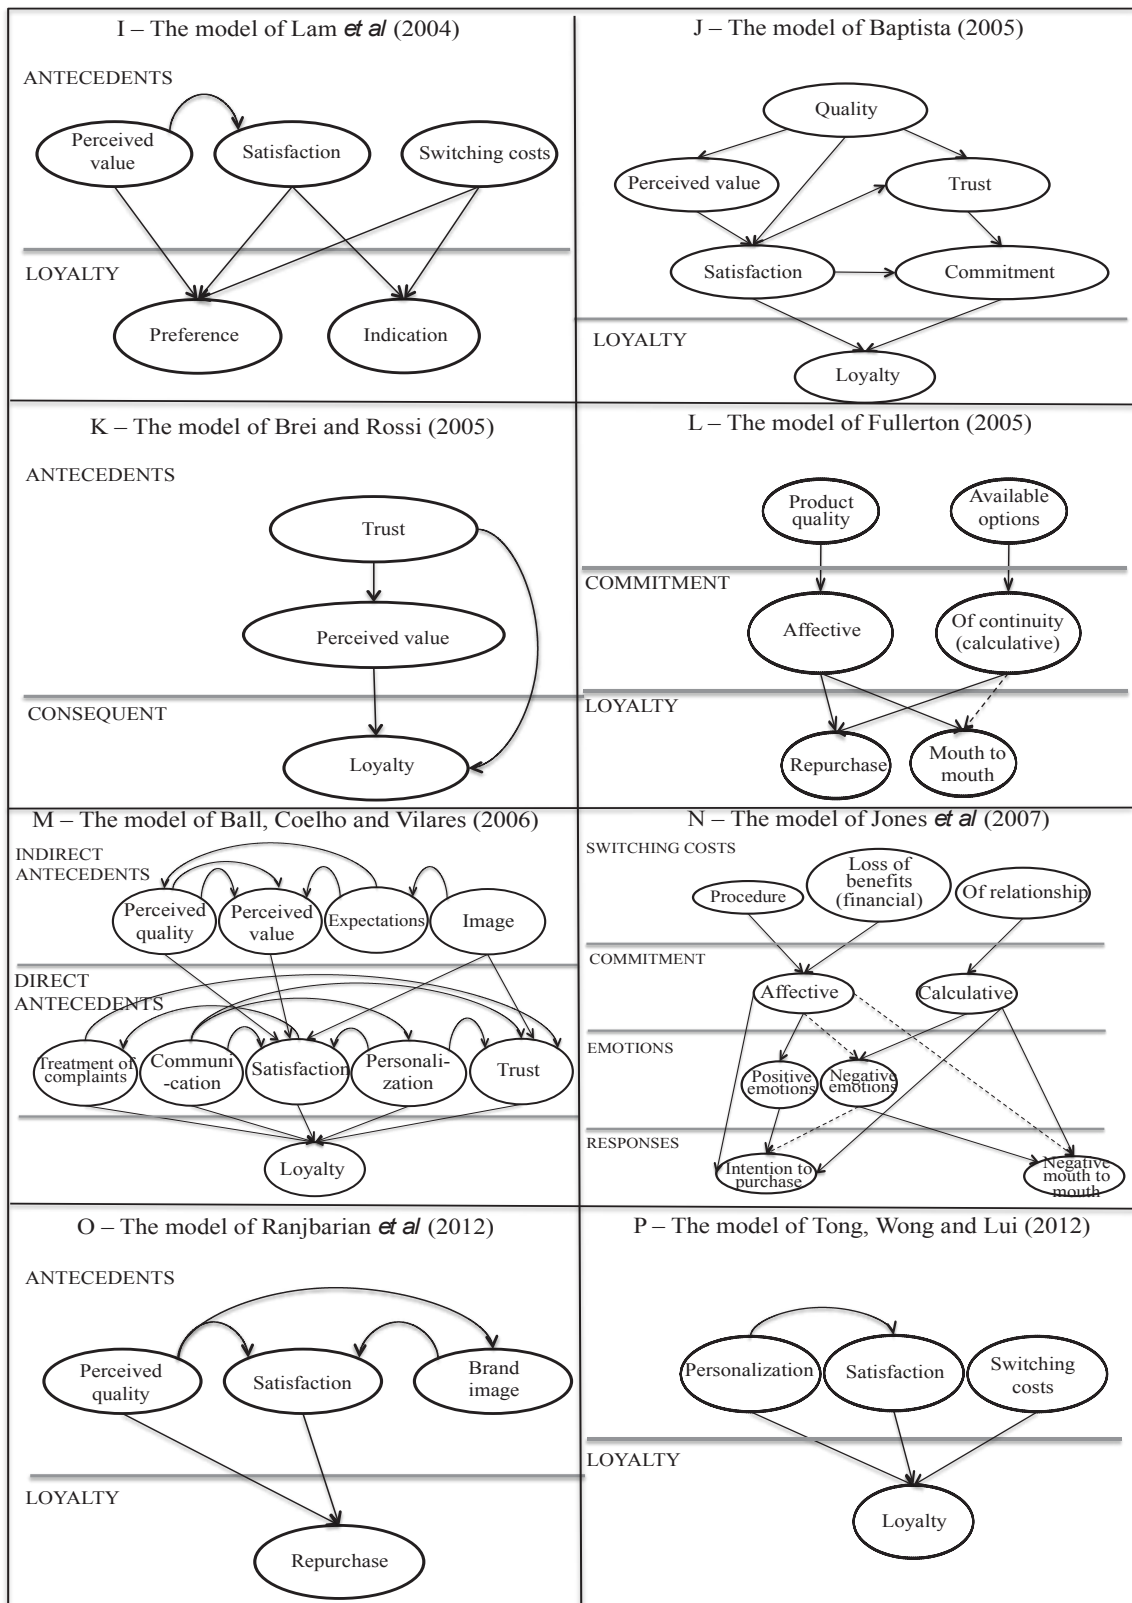 I – The model of Lam et al (2004)
ANTECEDENTS
Perceived
value
Satisfaction
Switching costs
LOYALTY
Preference
Indication
J – The model of Baptista (2005)
Quality
Perceived value
Trust
Satisfaction
Commitment
LOYALTY
Loyalty
K – The model of Brei and Rossi (2005)
ANTECEDENTS
Trust
Perceived value
CONSEQUENT
Loyalty
L – The model of Fullerton (2005)
Product
quality
Available
options
COMMITMENT
Affective
Of continuity
(calculative)
LOYALTY
Repurchase
Mouth to
mouth
M – The model of Ball, Coelho and Vilares (2006)
INDIRECT
ANTECEDENTS
Perceived
quality
Perceived
value
Expectations
Image
DIRECT
ANTECEDENTS
Treatment of
complaints
Communi
-cation
Satisfaction
Personali-
zation
Trust
Loyalty
N – The model of Jones et al (2007)
SWITCHING COSTS
Procedure
Loss of
benefits
(financial)
Of relationship
COMMITMENT
Affective
Calculative
EMOTIONS
Positive
emotions
Negative
emotions
RESPONSES
Intention to
purchase
Negative
mouth to
mouth
O – The model of Ranjbarian et al (2012)
ANTECEDENTS
Perceived
quality
Satisfaction
Brand
image
LOYALTY
Repurchase
P – The model of Tong, Wong and Lui (2012)
Personalization
Satisfaction
Switching
costs
LOYALTY
Loyalty